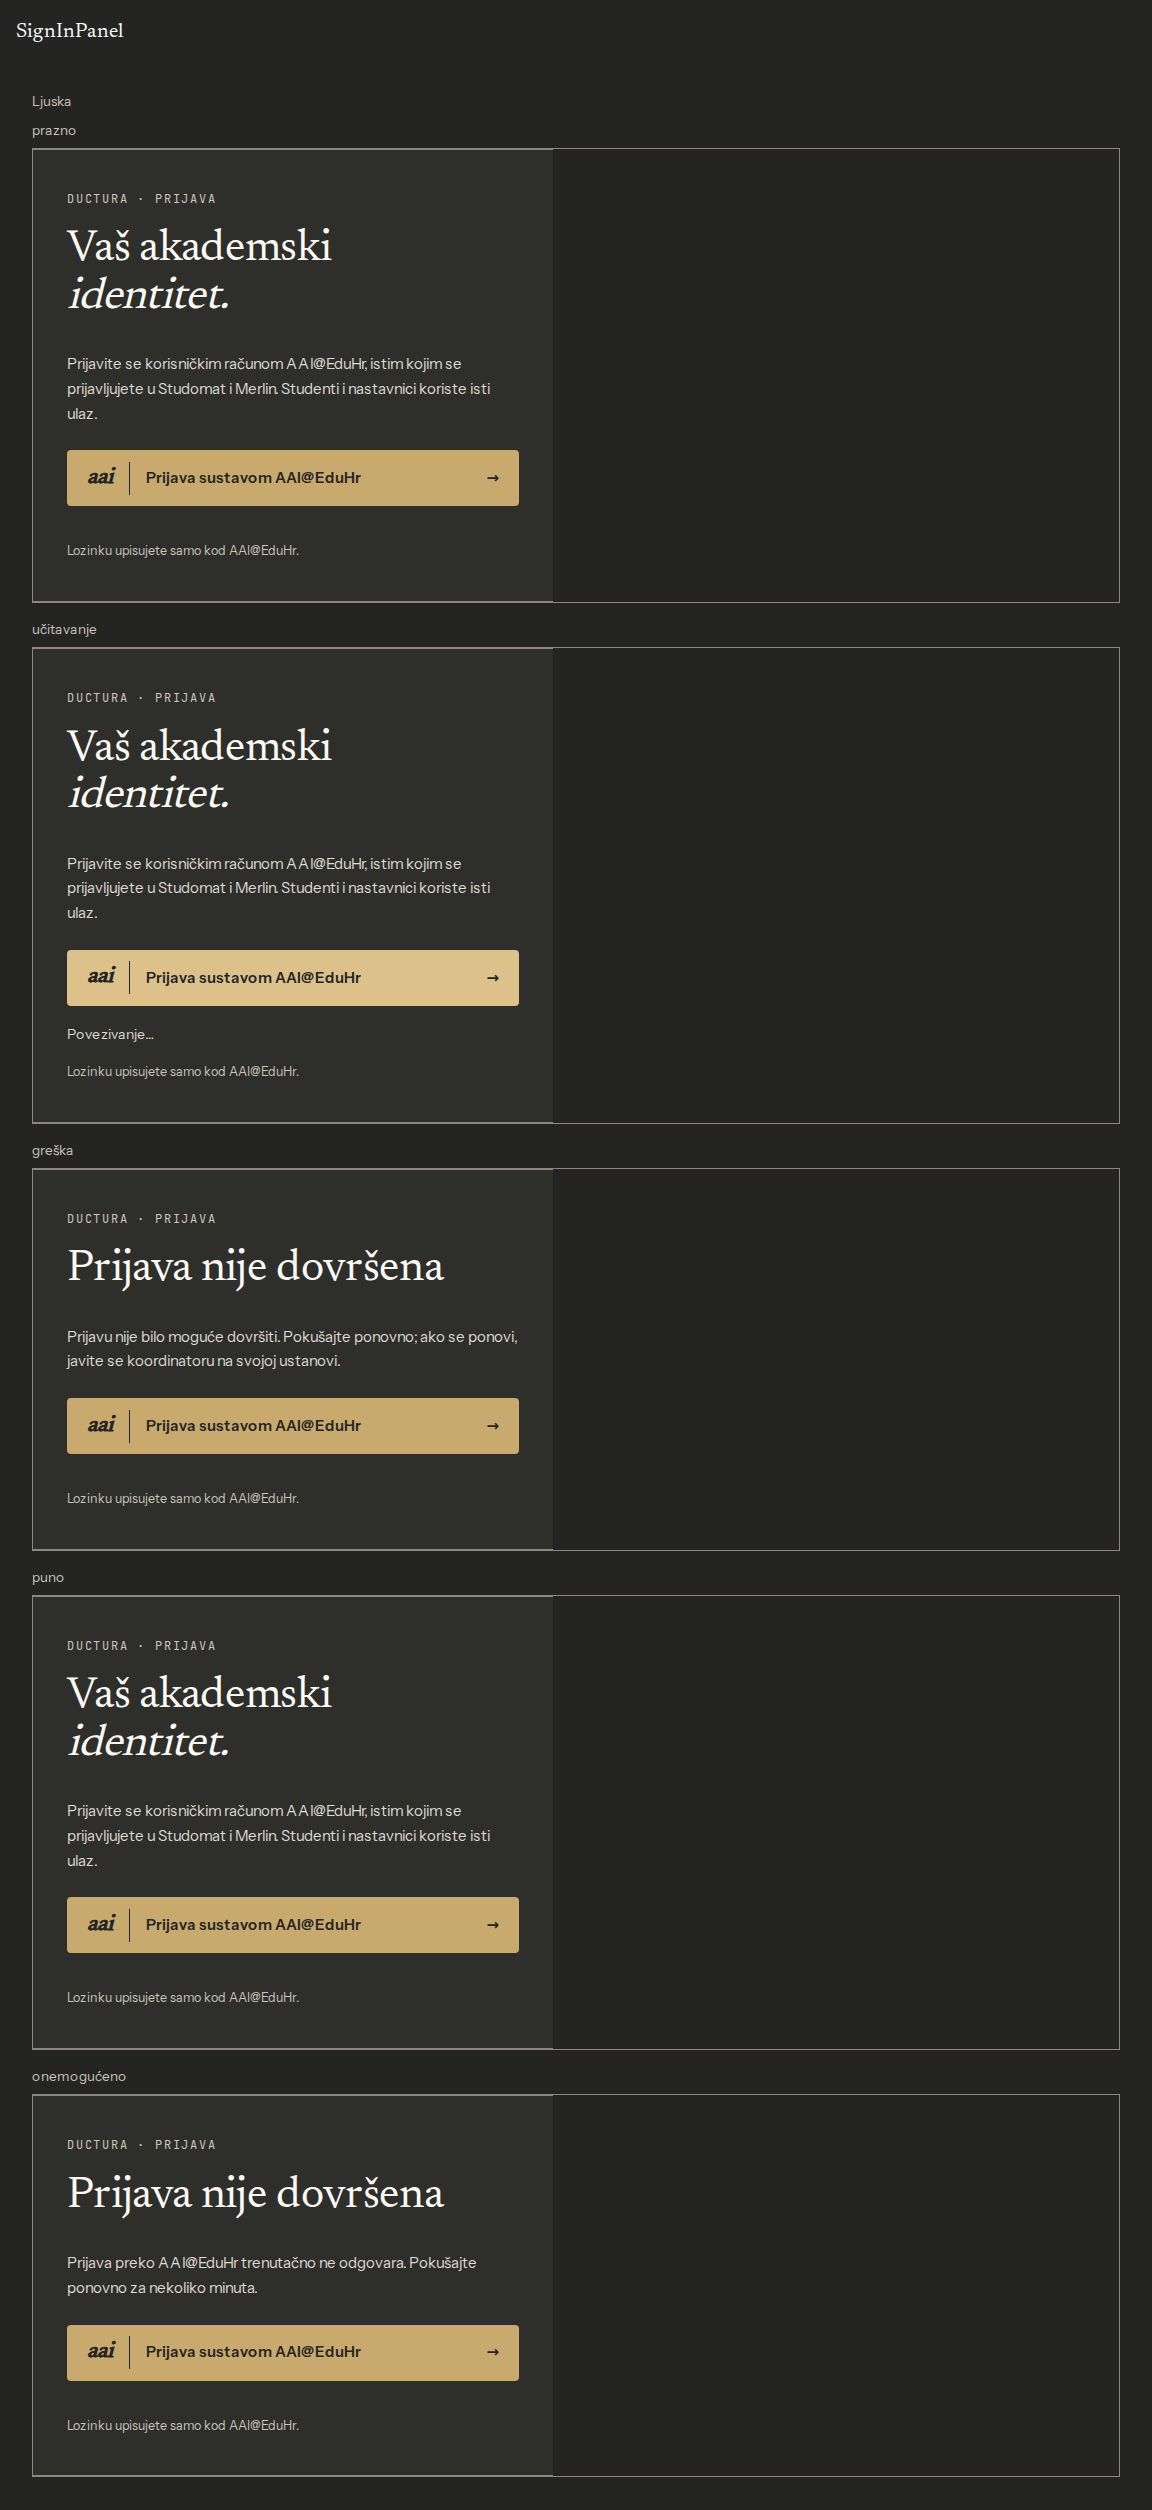 SignInPanel
Ljuska
prazno
DUCTURA · PRIJAVA
Vaš akademski
identitet.
Prijavite se korisničkim računom AAI@EduHr, istim kojim se
prijavljujete u Studomat i Merlin. Studenti i nastavnici koriste isti
ulaz.
aai Prijava sustavom AAI@EduHr →
Lozinku upisujete samo kod AAI@EduHr.
učitavanje
DUCTURA · PRIJAVA
Vaš akademski
identitet.
Prijavite se korisničkim računom AAI@EduHr, istim kojim se
prijavljujete u Studomat i Merlin. Studenti i nastavnici koriste isti
ulaz.
aai Prijava sustavom AAI@EduHr →
Povezivanje…
Lozinku upisujete samo kod AAI@EduHr.
greška
DUCTURA · PRIJAVA
Prijava nije dovršena
Prijavu nije bilo moguće dovršiti. Pokušajte ponovno; ako se ponovi,
javite se koordinatoru na svojoj ustanovi.
aai Prijava sustavom AAI@EduHr →
Lozinku upisujete samo kod AAI@EduHr.
puno
DUCTURA · PRIJAVA
Vaš akademski
identitet.
Prijavite se korisničkim računom AAI@EduHr, istim kojim se
prijavljujete u Studomat i Merlin. Studenti i nastavnici koriste isti
ulaz.
aai Prijava sustavom AAI@EduHr →
Lozinku upisujete samo kod AAI@EduHr.
onemogućeno
DUCTURA · PRIJAVA
Prijava nije dovršena
Prijava preko AAI@EduHr trenutačno ne odgovara. Pokušajte
ponovno za nekoliko minuta.
aai Prijava sustavom AAI@EduHr →
Lozinku upisujete samo kod AAI@EduHr.